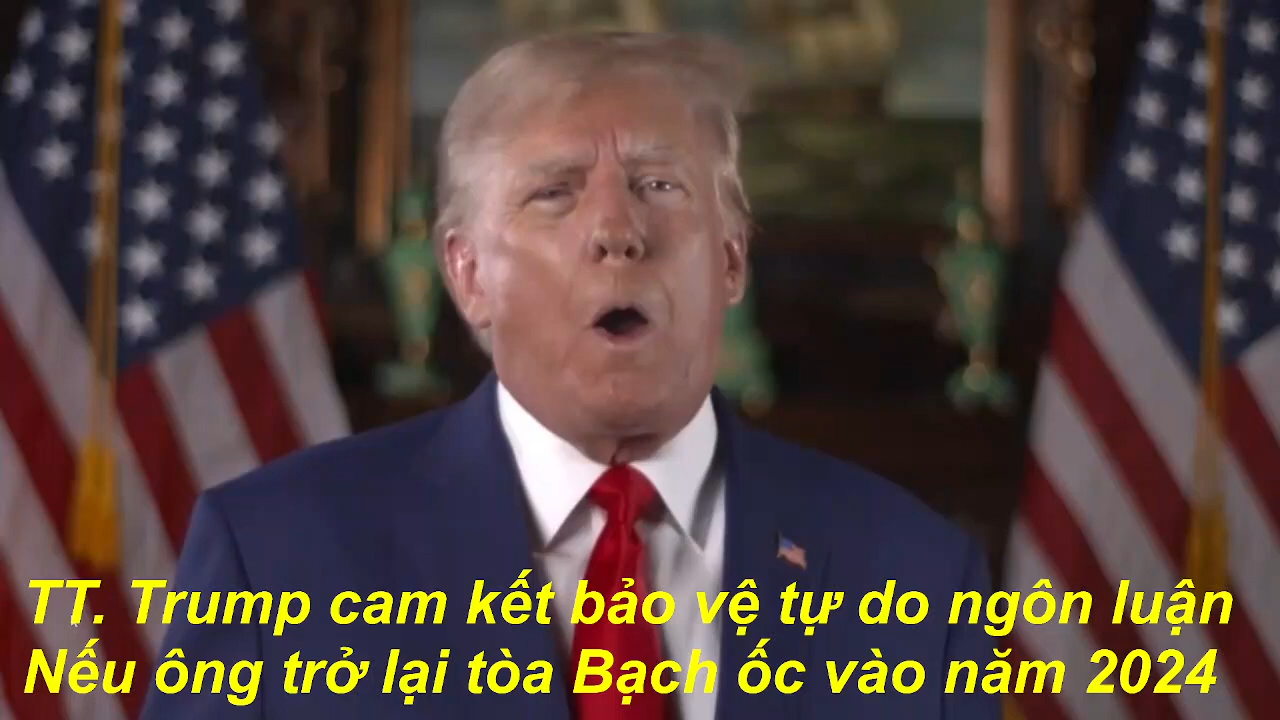 TT. Trump cam kết bảo vệ tự do ngôn luận
Nếu ông trở lại tòa Bạch ốc vào năm 2024